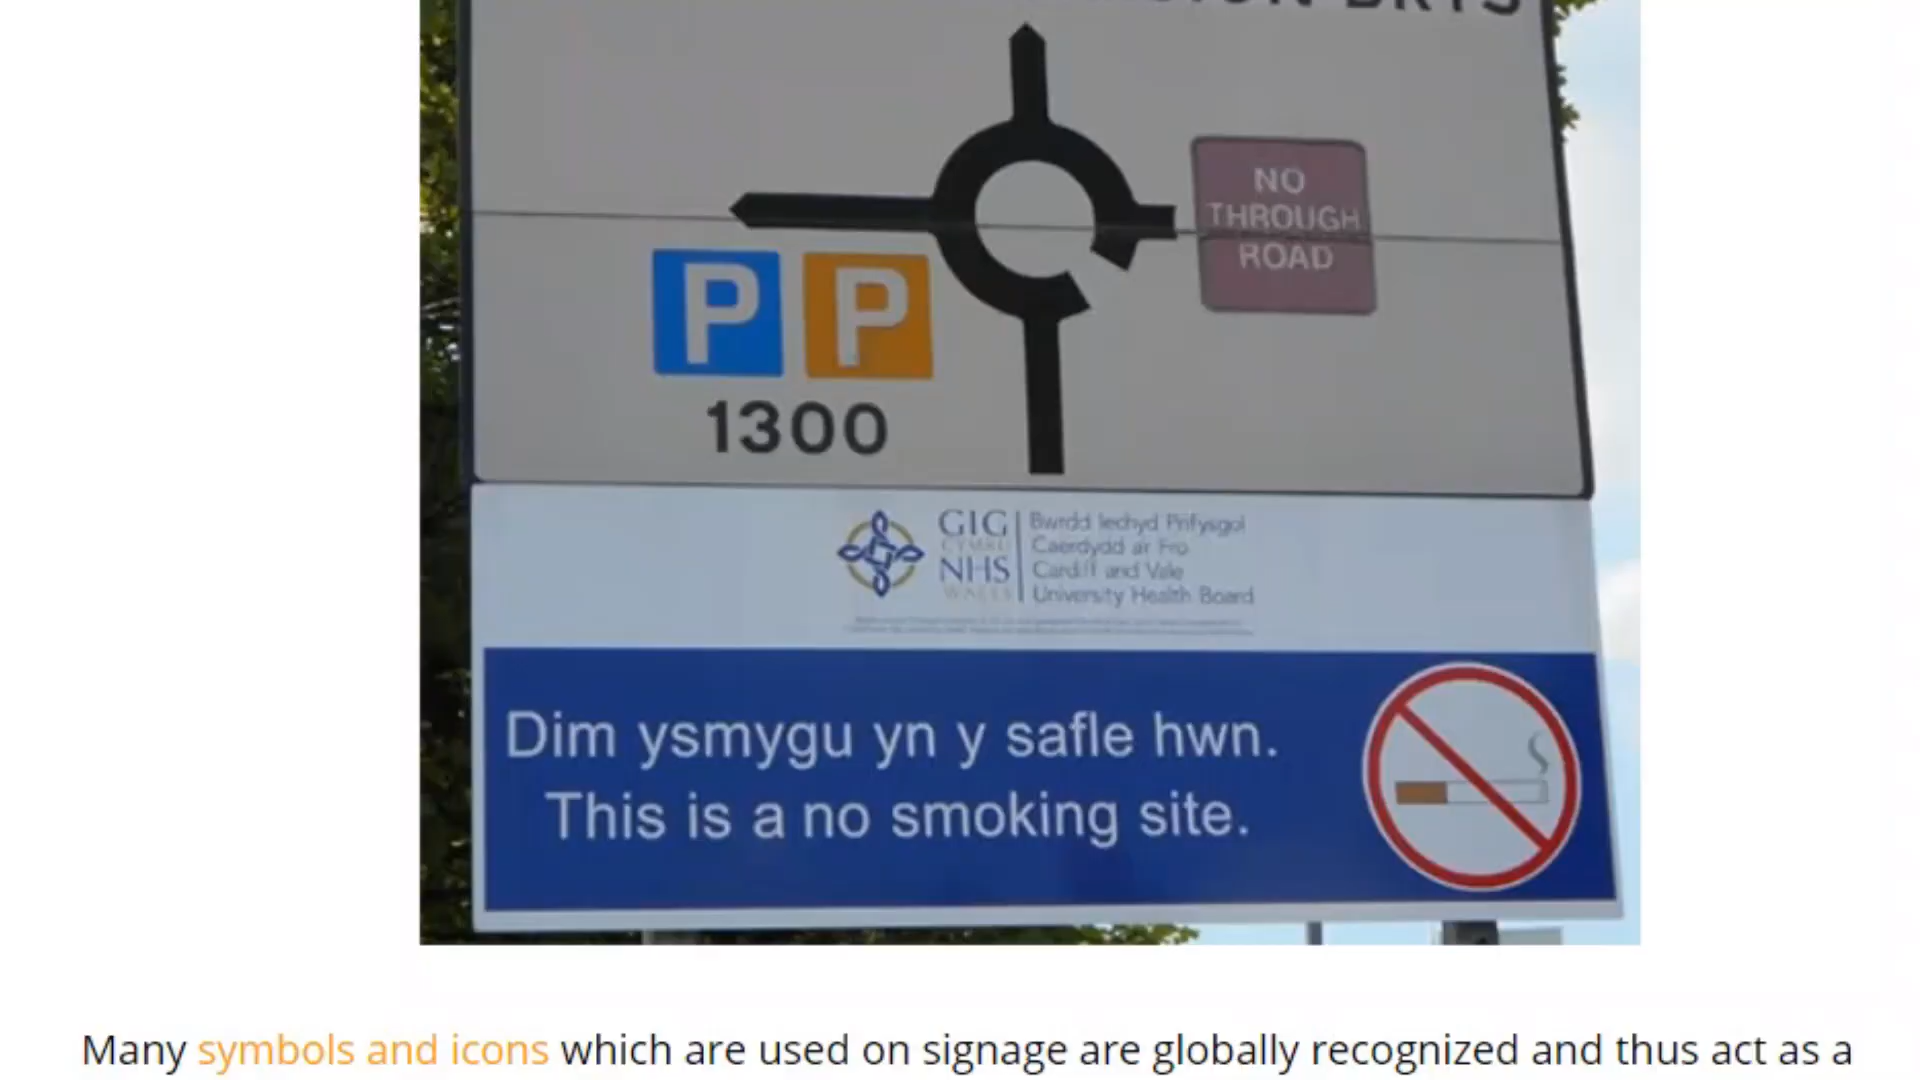 NO
THROUGH
ROAD
P P
1300
GIG
CYMRU
NHS
WALES
Bwrdd Iechyd Prifysgol
Caerdydd a'r Fro
Cardiff and Vale
University Health Board
Dim ysmygu yn y safle hwn.
This is a no smoking site.
Many symbols and icons which are used on signage are globally recognized and thus act as a